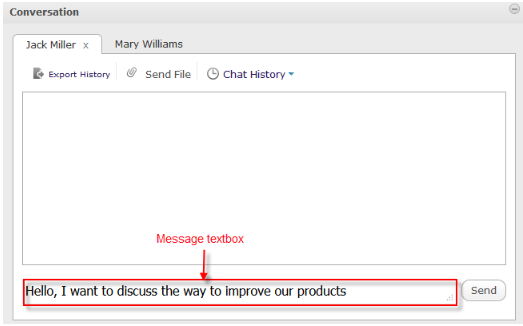 Conversation
Jack Miller x Mary Williams
Export History Send File Chat History
Message textbox
Hello, I want to discuss the way to improve our products Send